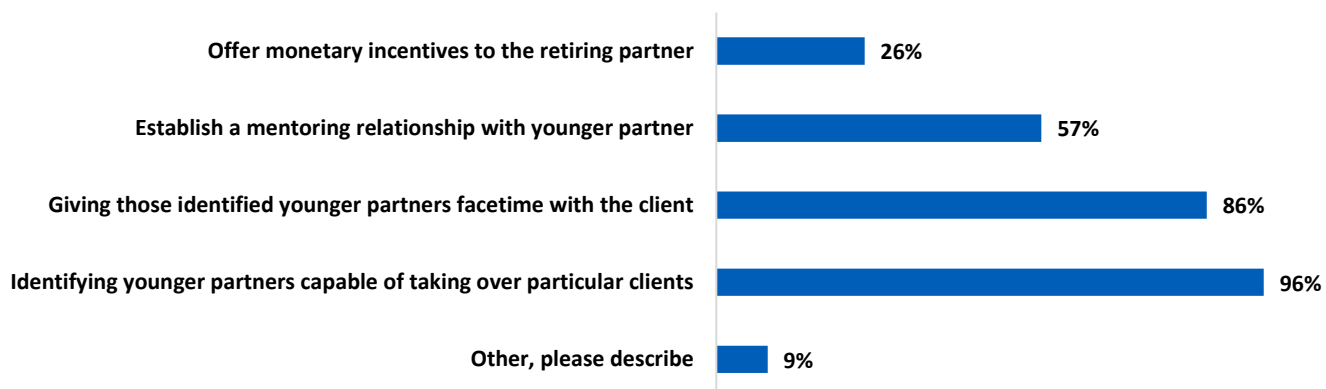 Offer monetary incentives to the retiring partner 26%
Establish a mentoring relationship with younger partner 57%
Giving those identified younger partners facetime with the client 86%
Identifying younger partners capable of taking over particular clients 96%
Other, please describe 9%